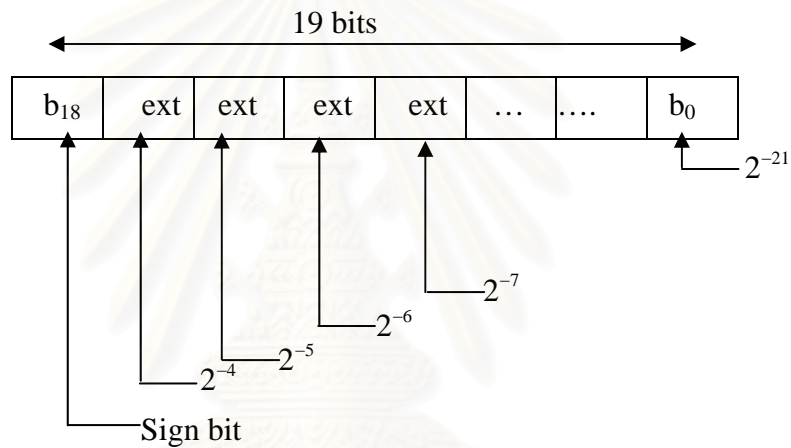 19 bits
b₁₈ ext ext ext ext … …. b₀
2⁻²¹
2⁻⁷
2⁻⁶
2⁻⁵
2⁻⁴
Sign bit